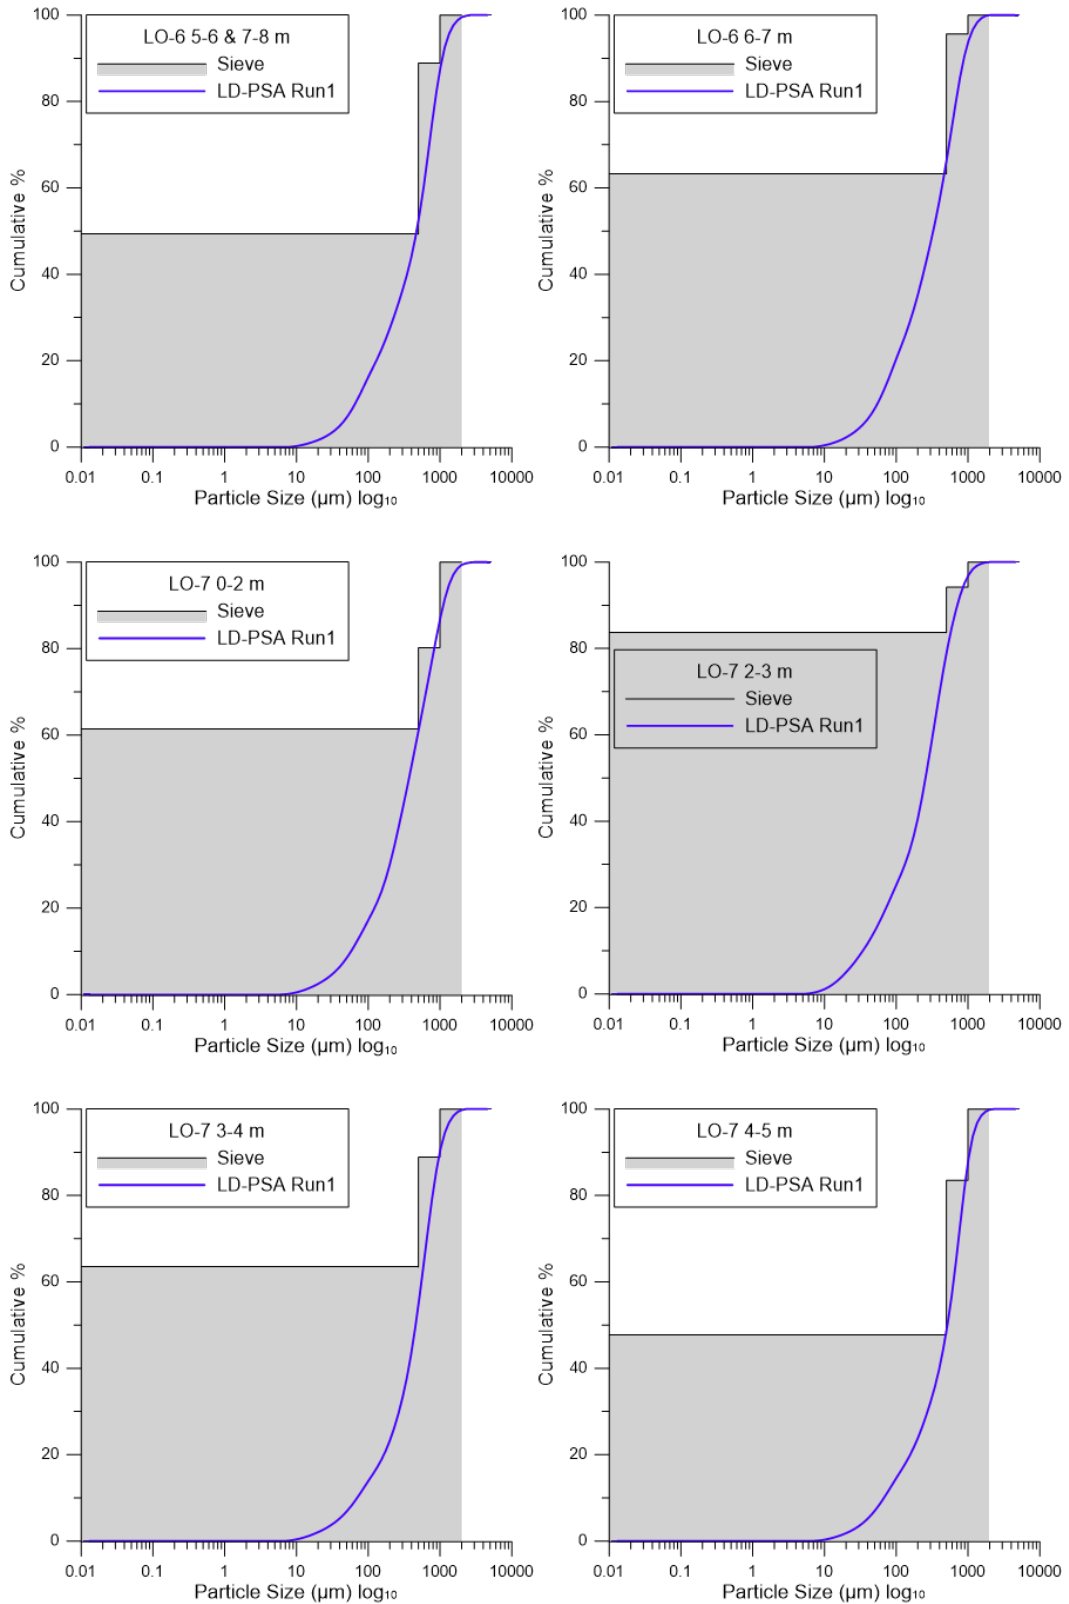 LO-6 5-6 & 7-8 m
Sieve
LD-PSA Run1
Cumulative %
100
80
60
40
20
0
0.01 0.1 1 10 100 1000 10000
Particle Size (µm) log₁₀
LO-6 6-7 m
Sieve
LD-PSA Run1
Cumulative %
100
80
60
40
20
0
0.01 0.1 1 10 100 1000 10000
Particle Size (µm) log₁₀
LO-7 0-2 m
Sieve
LD-PSA Run1
Cumulative %
100
80
60
40
20
0
0.01 0.1 1 10 100 1000 10000
Particle Size (µm) log₁₀
LO-7 2-3 m
Sieve
LD-PSA Run1
Cumulative %
100
80
60
40
20
0
0.01 0.1 1 10 100 1000 10000
Particle Size (µm) log₁₀
LO-7 3-4 m
Sieve
LD-PSA Run1
Cumulative %
100
80
60
40
20
0
0.01 0.1 1 10 100 1000 10000
Particle Size (µm) log₁₀
LO-7 4-5 m
Sieve
LD-PSA Run1
Cumulative %
100
80
60
40
20
0
0.01 0.1 1 10 100 1000 10000
Particle Size (µm) log₁₀